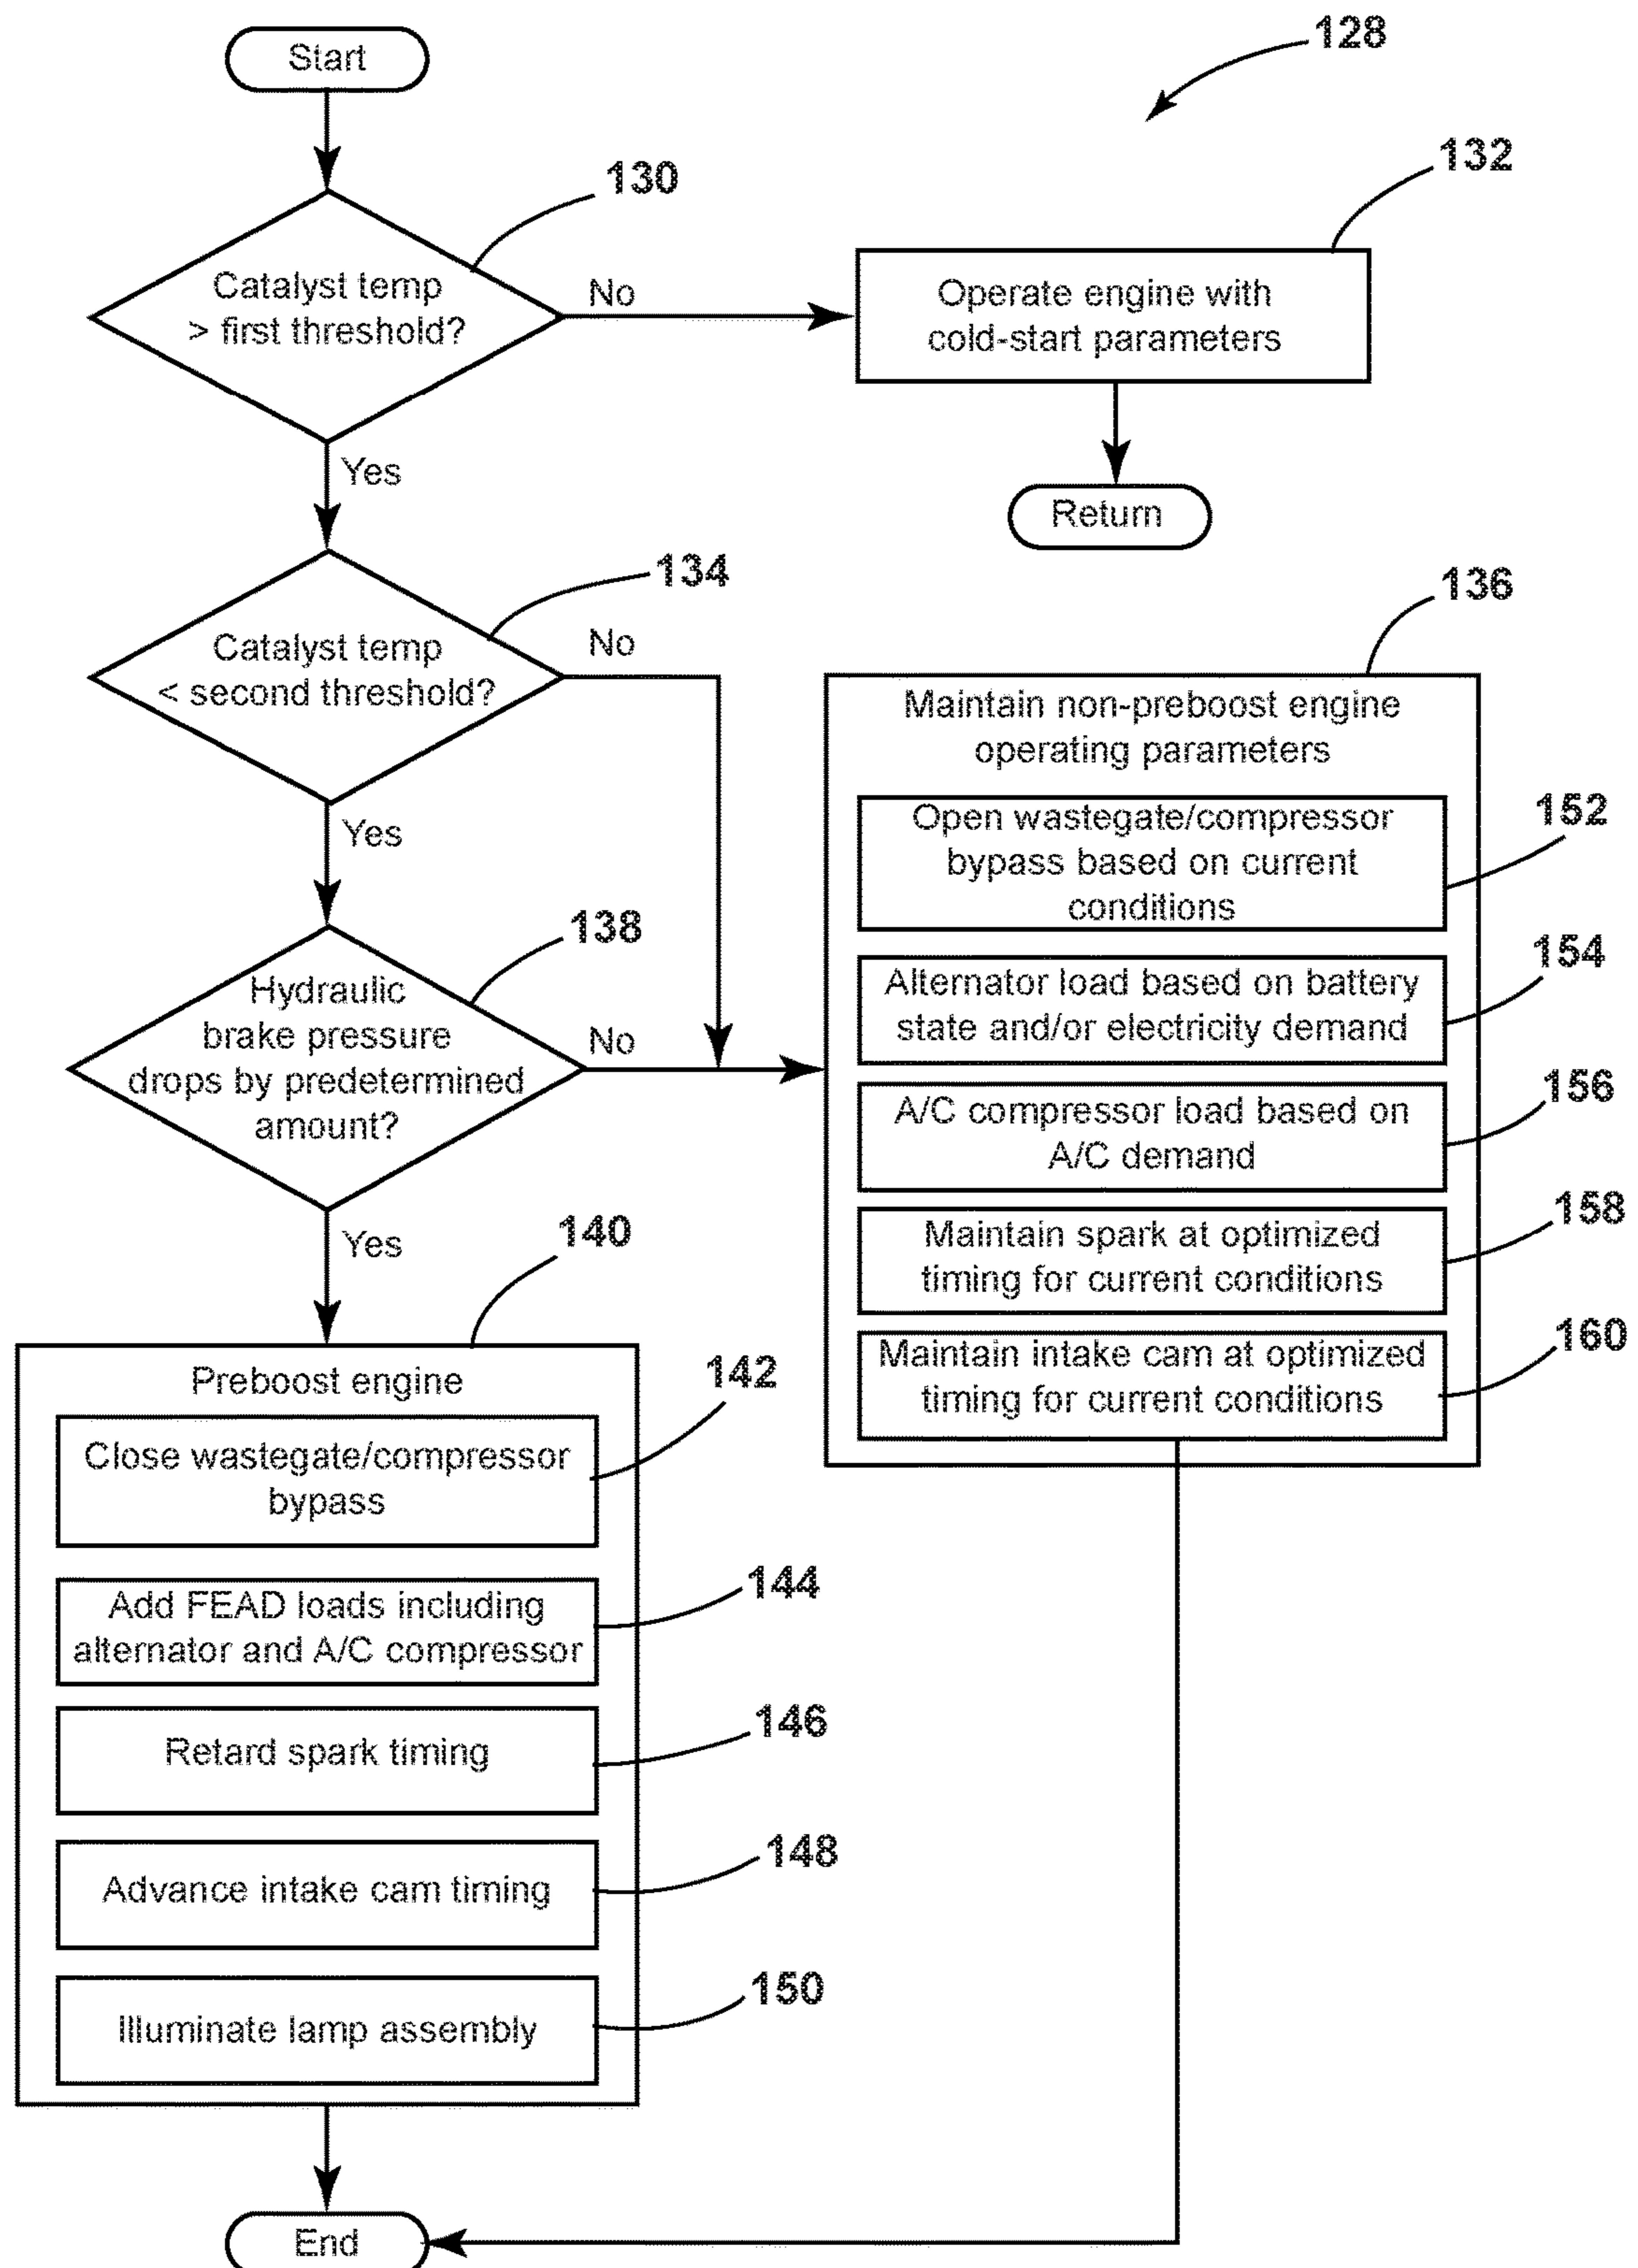 Start
128
130
132
Catalyst temp
> first threshold?
No
Operate engine with
cold-start parameters
Yes
Return
134
136
Catalyst temp
< second threshold?
No
Maintain non-preboost engine
operating parameters
Yes
Open wastegate/compressor
bypass based on current
conditions
152
138
Hydraulic
brake pressure
drops by predetermined
amount?
No
Alternator load based on battery
state and/or electricity demand
154
A/C compressor load based on
A/C demand
156
Yes
140
Maintain spark at optimized
timing for current conditions
158
Maintain intake cam at optimized
timing for current conditions
160
Preboost engine
142
Close wastegate/compressor
bypass
Add FEAD loads including
alternator and A/C compressor
144
Retard spark timing
146
Advance intake cam timing
148
Illuminate lamp assembly
150
End